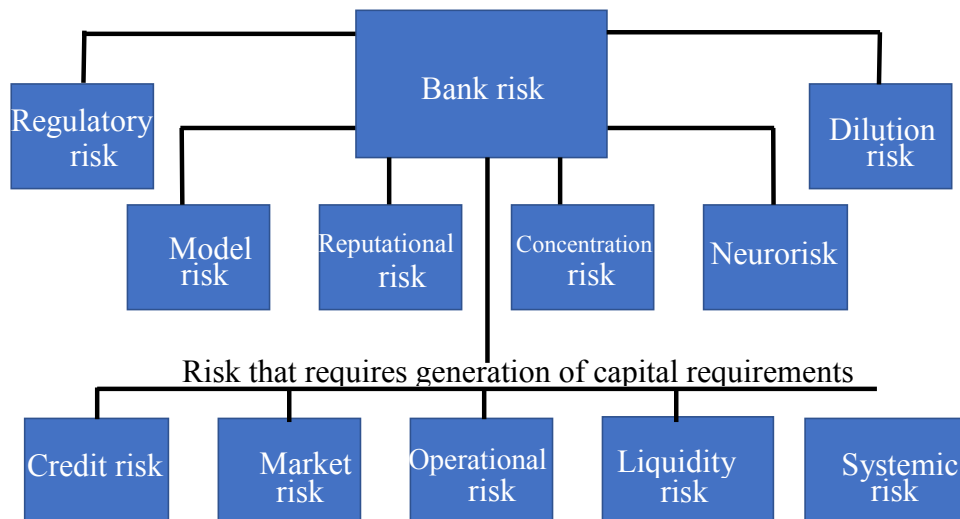 Bank risk
Regulatory
risk
Dilution
risk
Model
risk
Reputational
risk
Concentration
risk
Neurorisk
Risk that requires generation of capital requirements
Credit risk
Market
risk
Operational
risk
Liquidity
risk
Systemic
risk